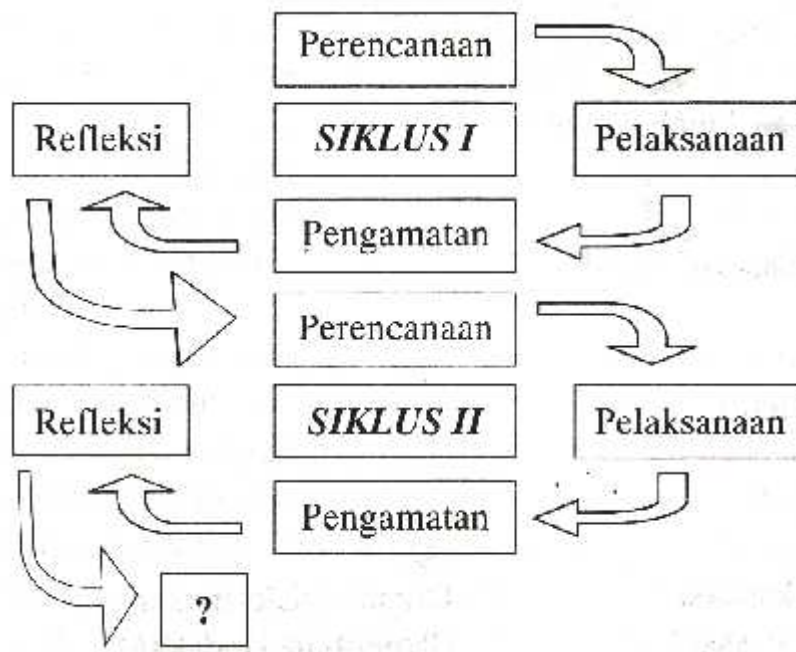 Perencanaan
Refleksi
SIKLUS I
Pelaksanaan
Pengamatan
Perencanaan
Refleksi
SIKLUS II
Pelaksanaan
Pengamatan
?